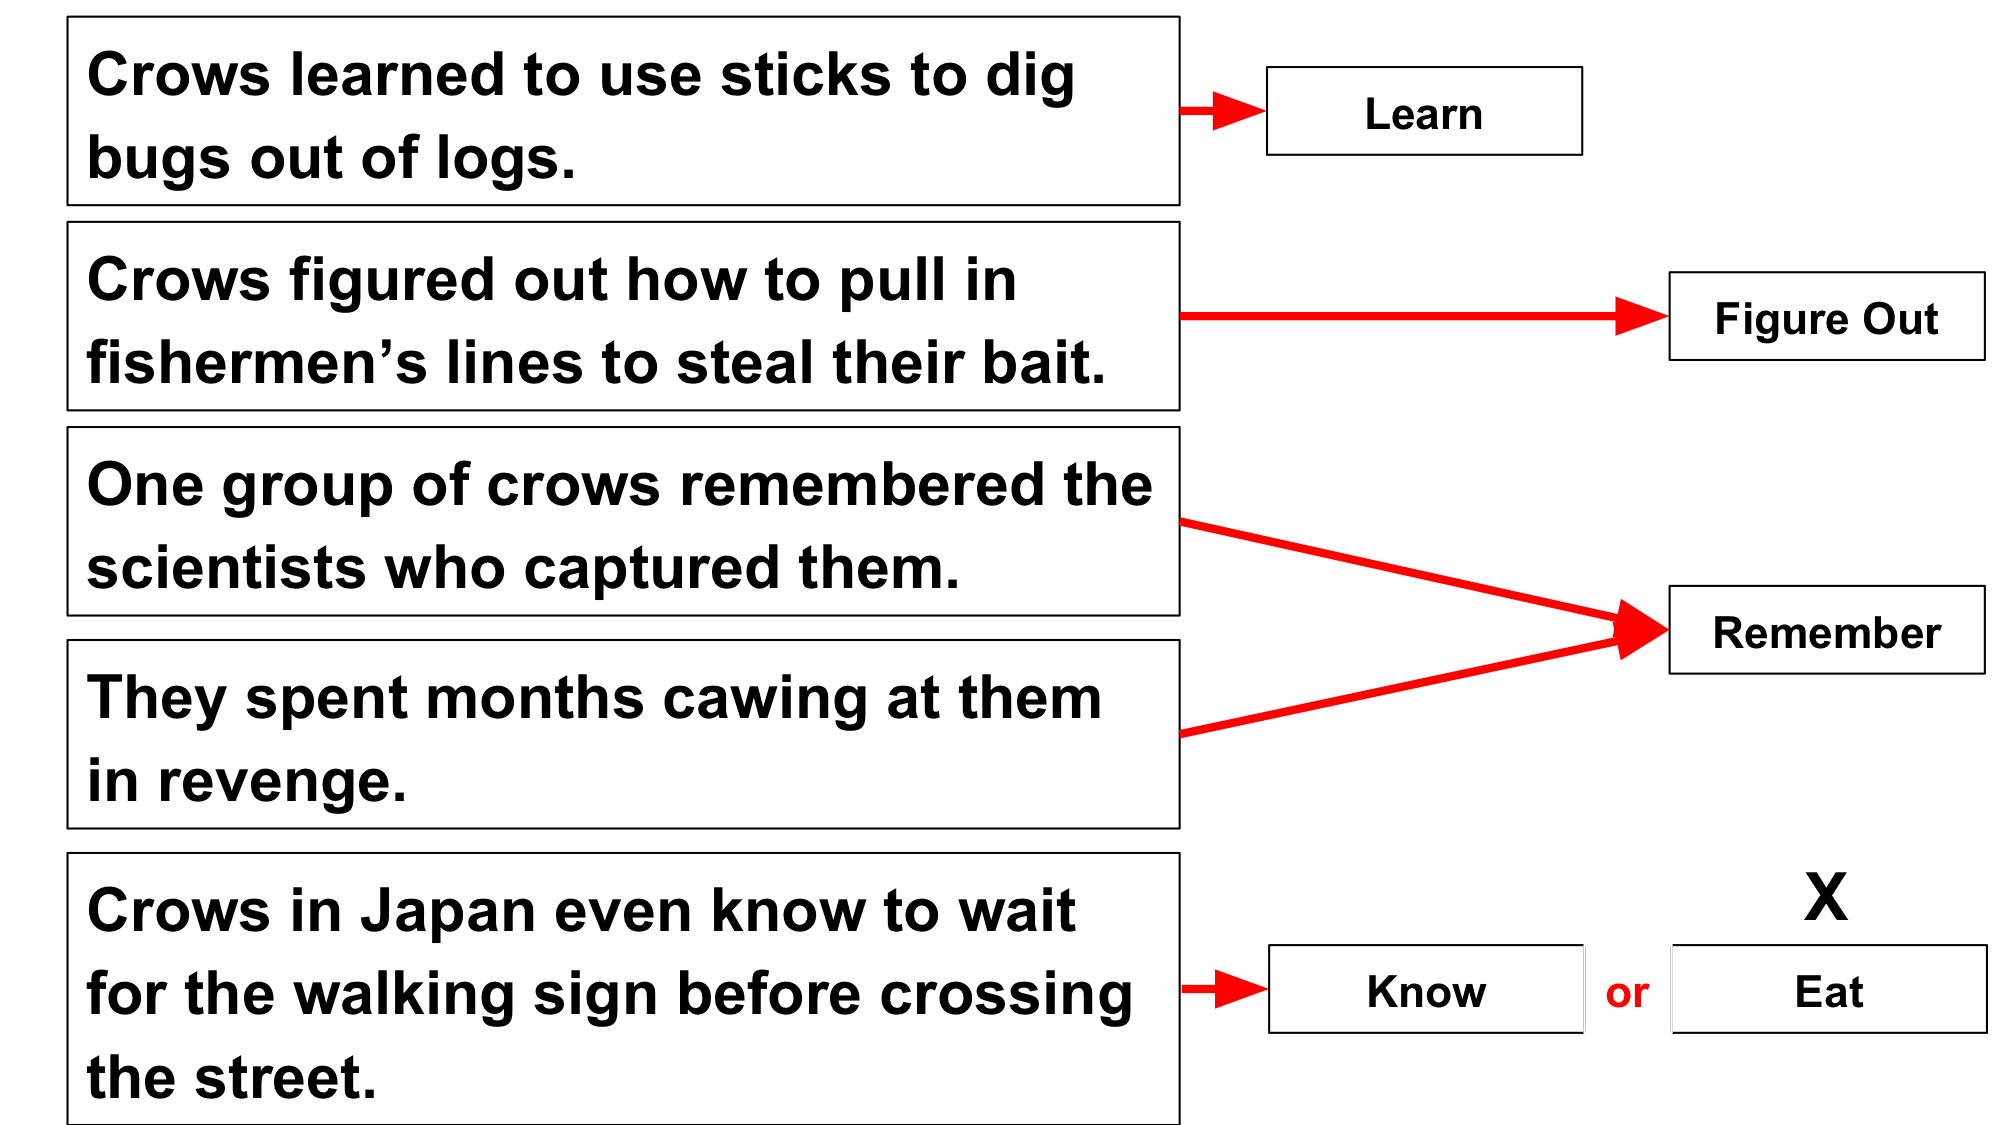 Crows learned to use sticks to dig
bugs out of logs.
Learn
Crows figured out how to pull in
fishermen’s lines to steal their bait.
Figure Out
One group of crows remembered the
scientists who captured them.
They spent months cawing at them
in revenge.
Remember
Crows in Japan even know to wait
for the walking sign before crossing
the street.
X
Know or Eat